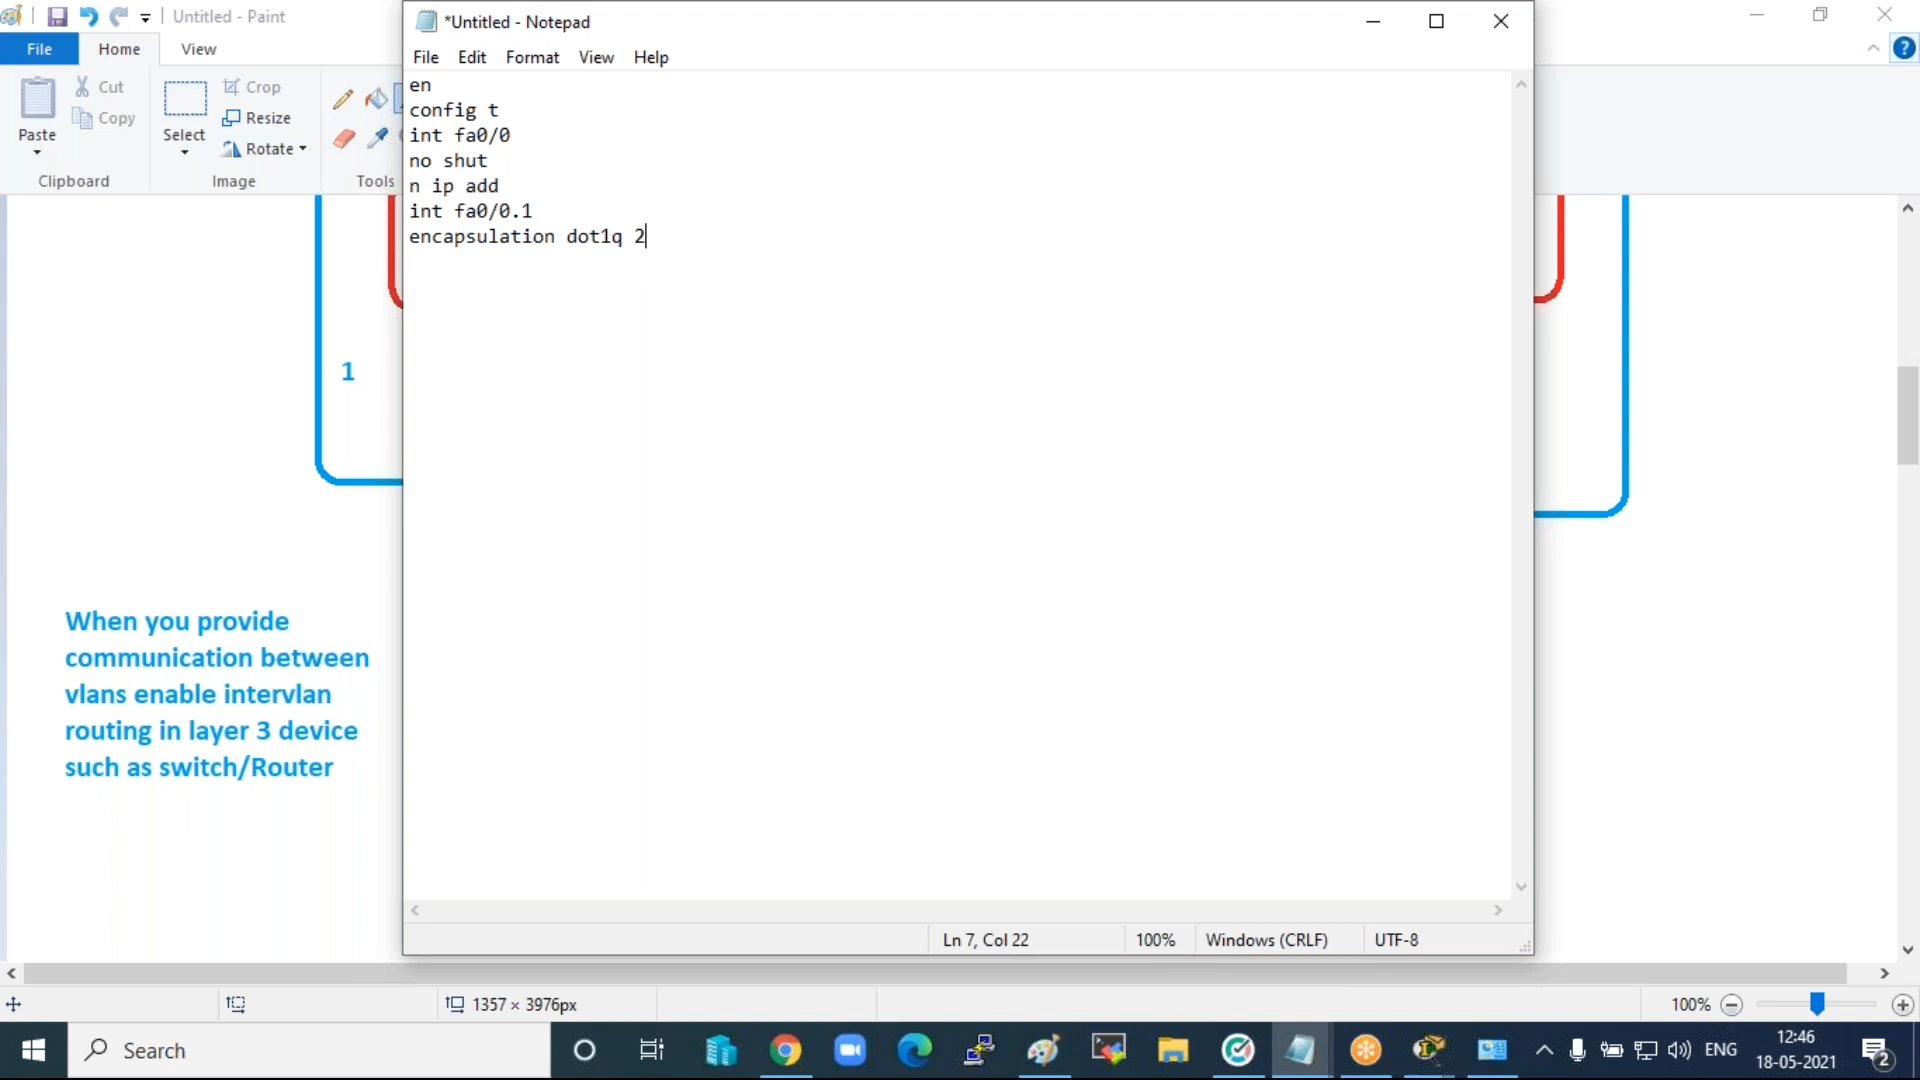 Untitled - Paint
*Untitled - Notepad
File
Home
View
File
Edit
Format
View
Help
Cut
Copy
Paste
Clipboard
Select
Crop
Resize
Rotate
Image
Tools
en
config t
int fa0/0
no shut
n ip add
int fa0/0.1
encapsulation dot1q 2
1
When you provide
communication between
vlans enable intervlan
routing in layer 3 device
such as switch/Router
Ln 7, Col 22
100%
Windows (CRLF)
UTF-8
1357 × 3976px
100%
Search
ENG
12:46
18-05-2021
2